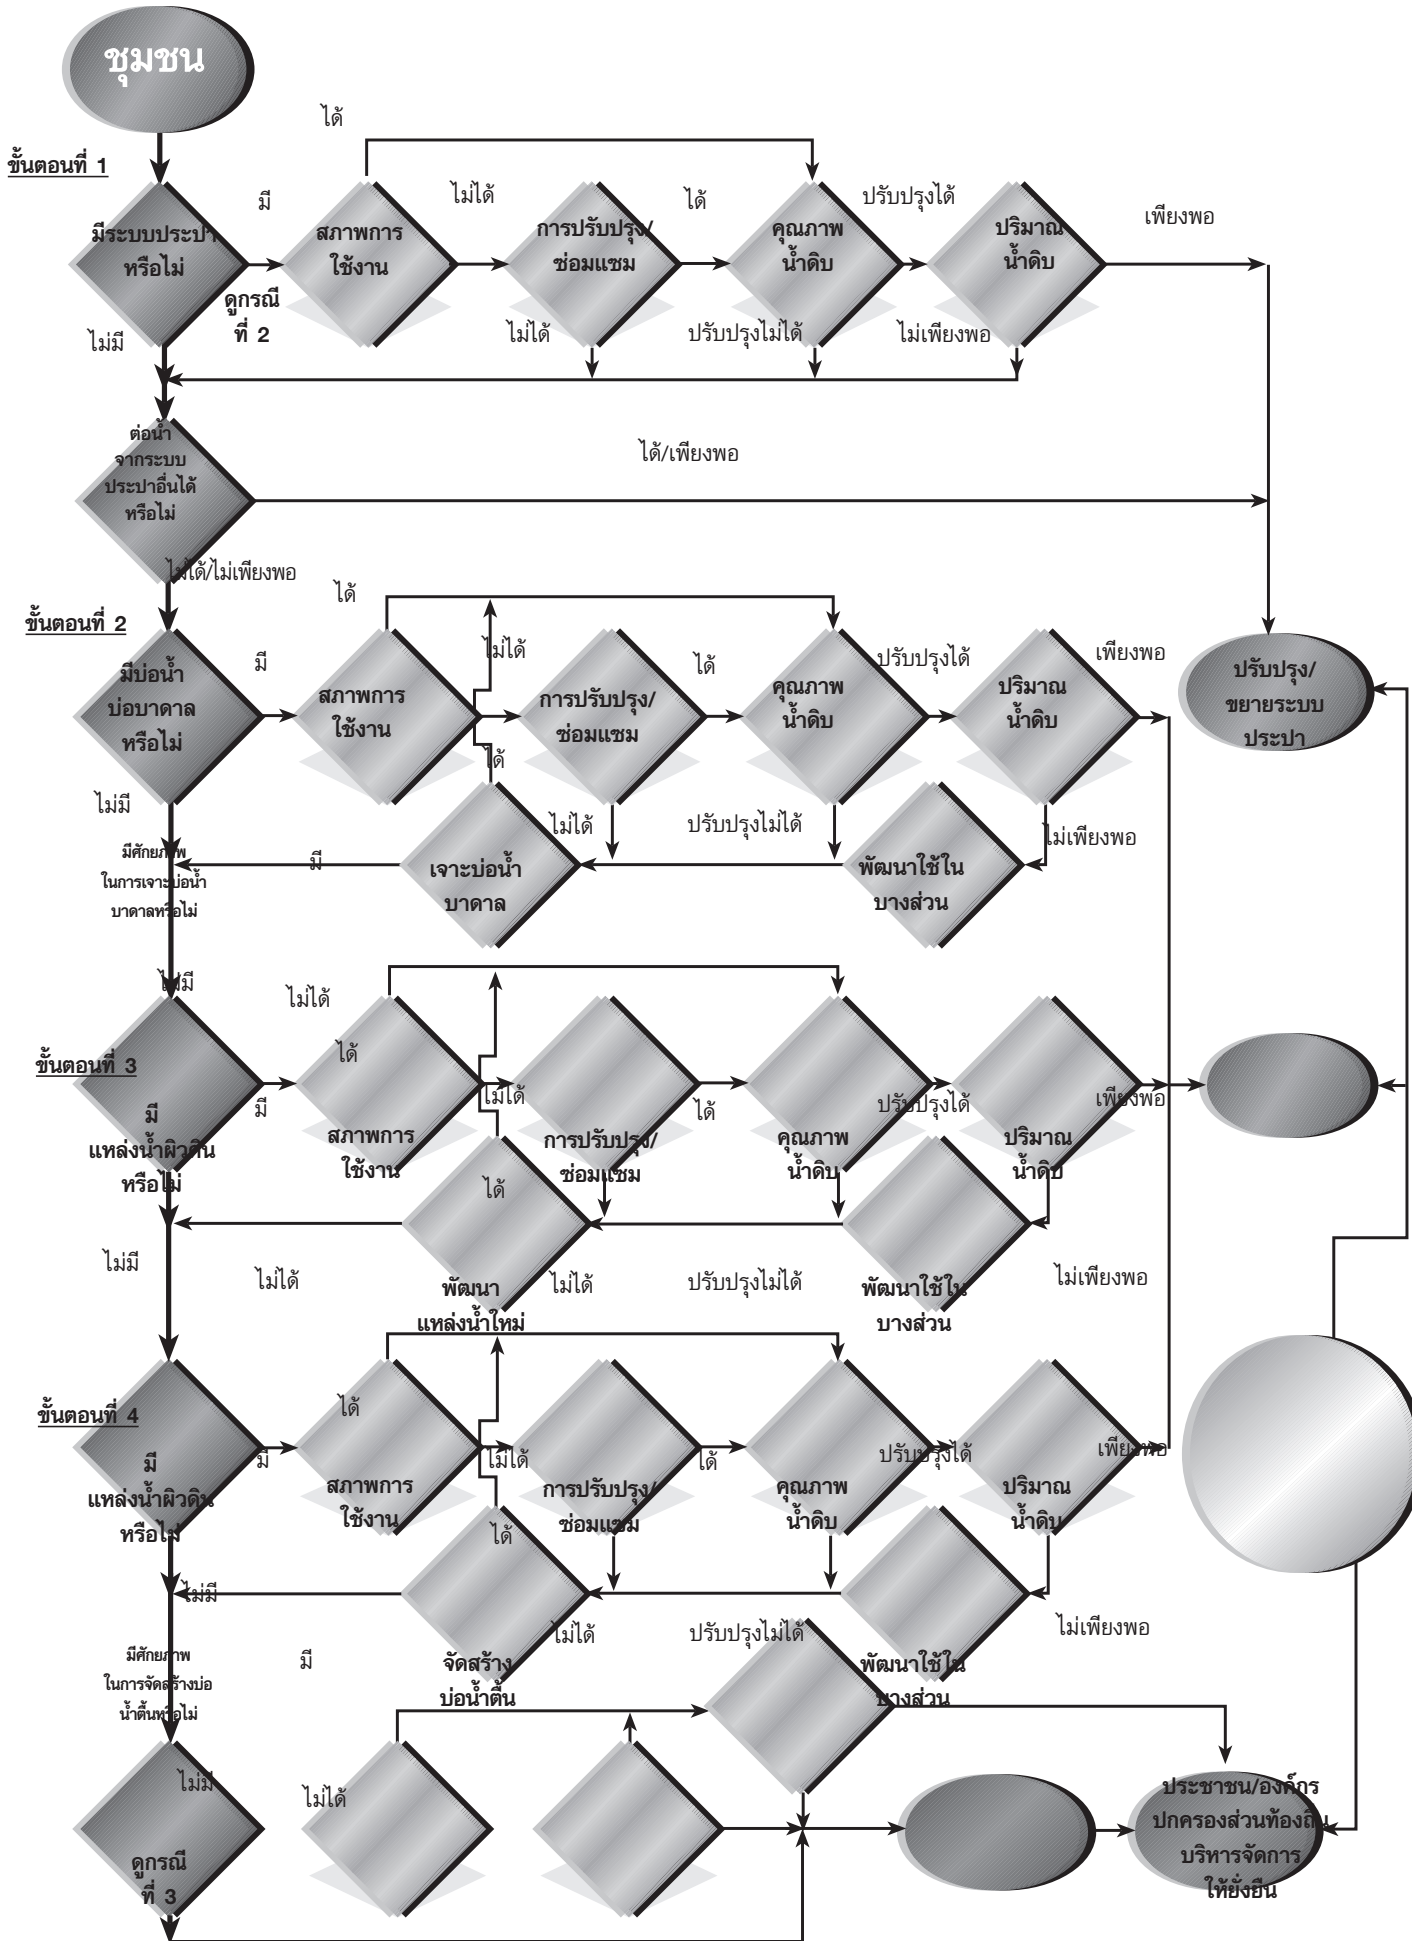 ชุมชน
ได้
ขั้นตอนที่ 1
มี
ไม่ได้
ได้
ปรับปรุงได้
เพียงพอ
มีระบบประปา
หรือไม่
สภาพการ
ใช้งาน
การปรับปรุง/
ซ่อมแซม
คุณภาพ
น้ำดิบ
ปริมาณ
น้ำดิบ
ดูกรณี
ที่ 2
ไม่มี
ไม่ได้
ปรับปรุงไม่ได้
ไม่เพียงพอ
ต่อน้ำ
จากระบบ
ประปาอื่นได้
หรือไม่
ได้/เพียงพอ
ไม่ได้/ไม่เพียงพอ
ได้
ขั้นตอนที่ 2
มี
ไม่ได้
ได้
ปรับปรุงได้
เพียงพอ
มีบ่อน้ำ
บ่อบาดาล
หรือไม่
สภาพการ
ใช้งาน
การปรับปรุง/
ซ่อมแซม
คุณภาพ
น้ำดิบ
ปริมาณ
น้ำดิบ
ปรับปรุง/
ขยายระบบ
ประปา
ได้
ไม่มี
ไม่ได้
ปรับปรุงไม่ได้
ไม่เพียงพอ
มีศักยภาพ
ในการเจาะบ่อน้ำ
บาดาลหรือไม่
มี
เจาะบ่อน้ำ
บาดาล
พัฒนาใช้ใน
บางส่วน
ไม่มี
ไม่ได้
ขั้นตอนที่ 3
ได้
มี
ไม่ได้
ได้
ปรับปรุงได้
เพียงพอ
มี
แหล่งน้ำผิวดิน
หรือไม่
สภาพการ
ใช้งาน
การปรับปรุง/
ซ่อมแซม
คุณภาพ
น้ำดิบ
ปริมาณ
น้ำดิบ
ได้
ไม่มี
ไม่ได้
ไม่ได้
ปรับปรุงไม่ได้
ไม่เพียงพอ
พัฒนา
แหล่งน้ำใหม่
พัฒนาใช้ใน
บางส่วน
ขั้นตอนที่ 4
ได้
มี
ไม่ได้
ได้
ปรับปรุงได้
เพียงพอ
มี
แหล่งน้ำผิวดิน
หรือไม่
สภาพการ
ใช้งาน
การปรับปรุง/
ซ่อมแซม
คุณภาพ
น้ำดิบ
ปริมาณ
น้ำดิบ
ได้
ไม่มี
ไม่ได้
ปรับปรุงไม่ได้
ไม่เพียงพอ
มีศักยภาพ
ในการจัดสร้างบ่อ
น้ำตื้นหรือไม่
มี
จัดสร้าง
บ่อน้ำตื้น
พัฒนาใช้ใน
บางส่วน
ไม่มี
ไม่ได้
ดูกรณี
ที่ 3
ประชาชน/องค์กร
ปกครองส่วนท้องถิ่น
บริหารจัดการ
ให้ยั่งยืน